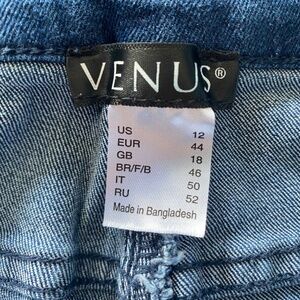 VENUS®
US 12
EUR 44
GB 18
BR/F/B 46
IT 50
RU 52
Made in Bangladesh